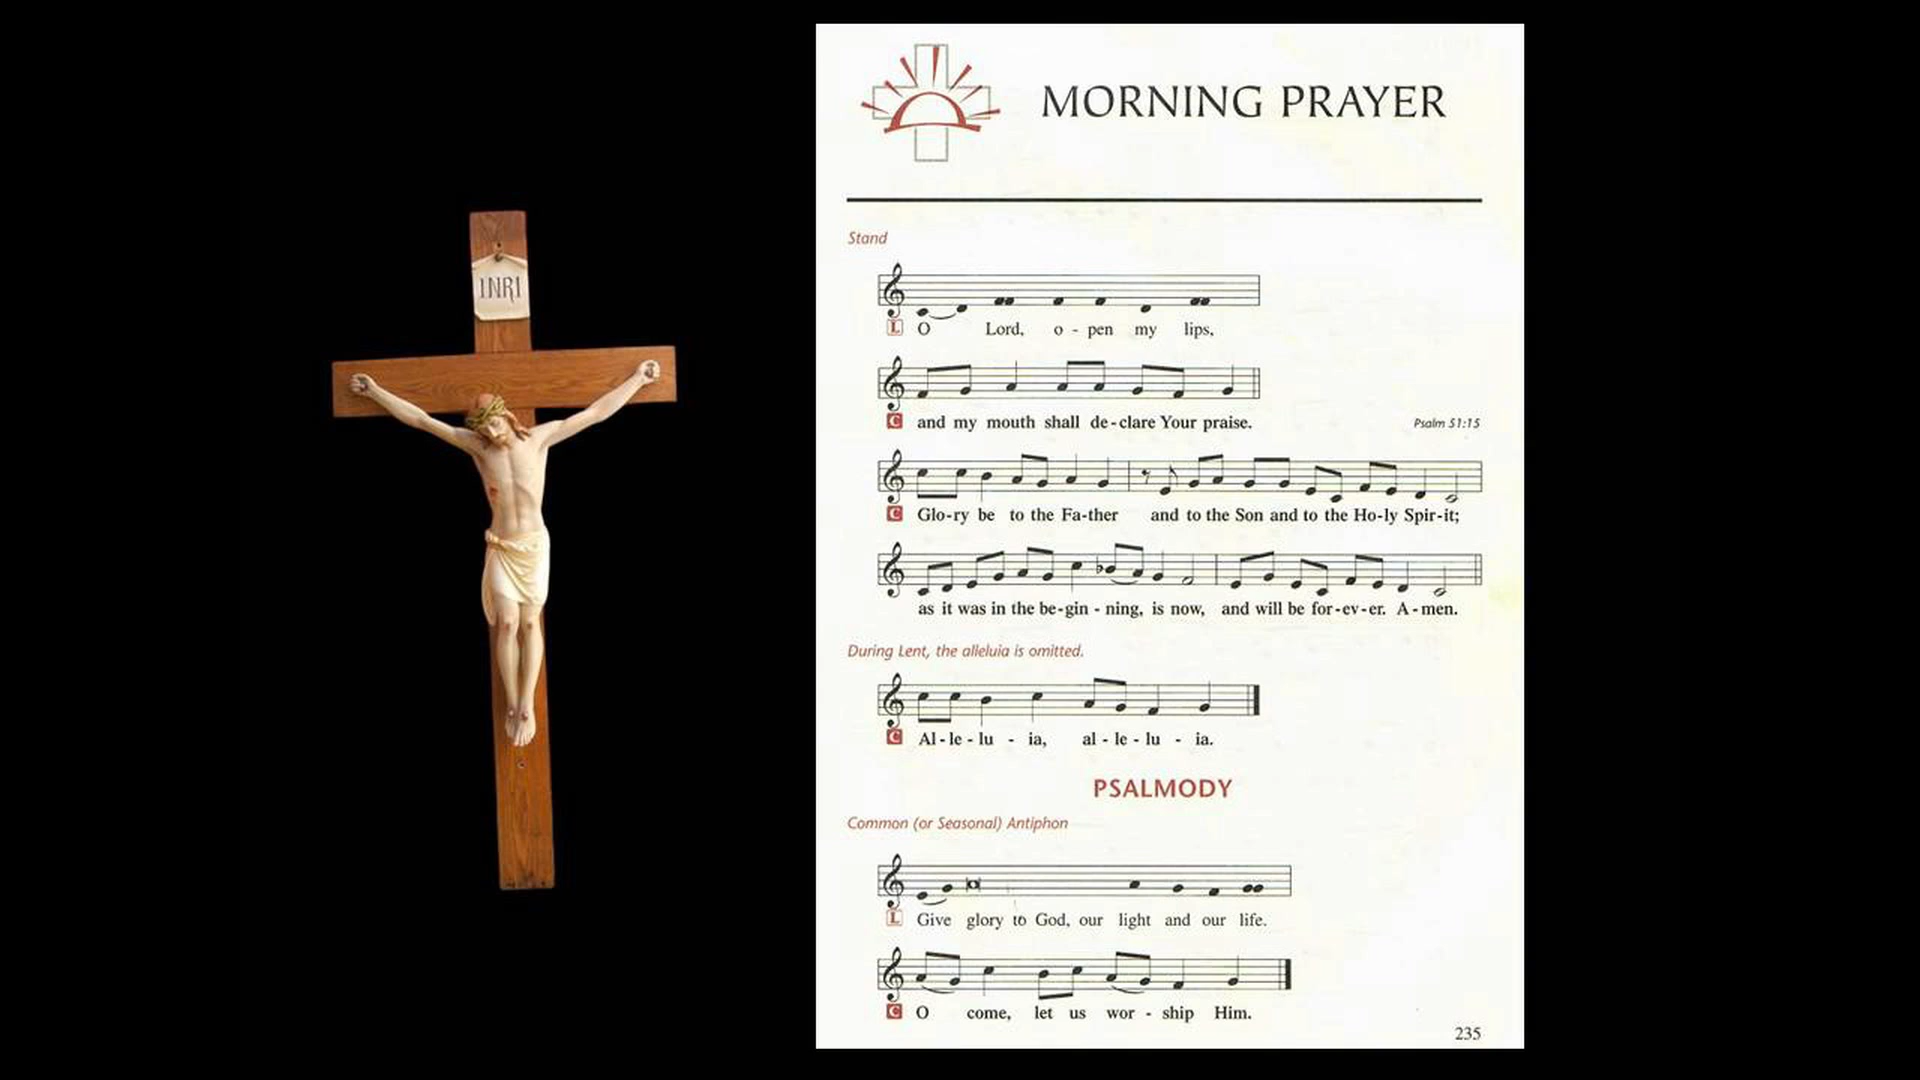 INRI
MORNING PRAYER
Stand
L O Lord, o - pen my lips,
C and my mouth shall de - clare Your praise. Psalm 51:15
C Glo - ry be to the Fa - ther and to the Son and to the Ho - ly Spir - it;
as it was in the be - gin - ning, is now, and will be for - ev - er. A - men.
During Lent, the alleluia is omitted.
C Al - le - lu - ia, al - le - lu - ia.
PSALMODY
Common (or Seasonal) Antiphon
L Give glory to God, our light and our life.
C O come, let us wor - ship Him.
235